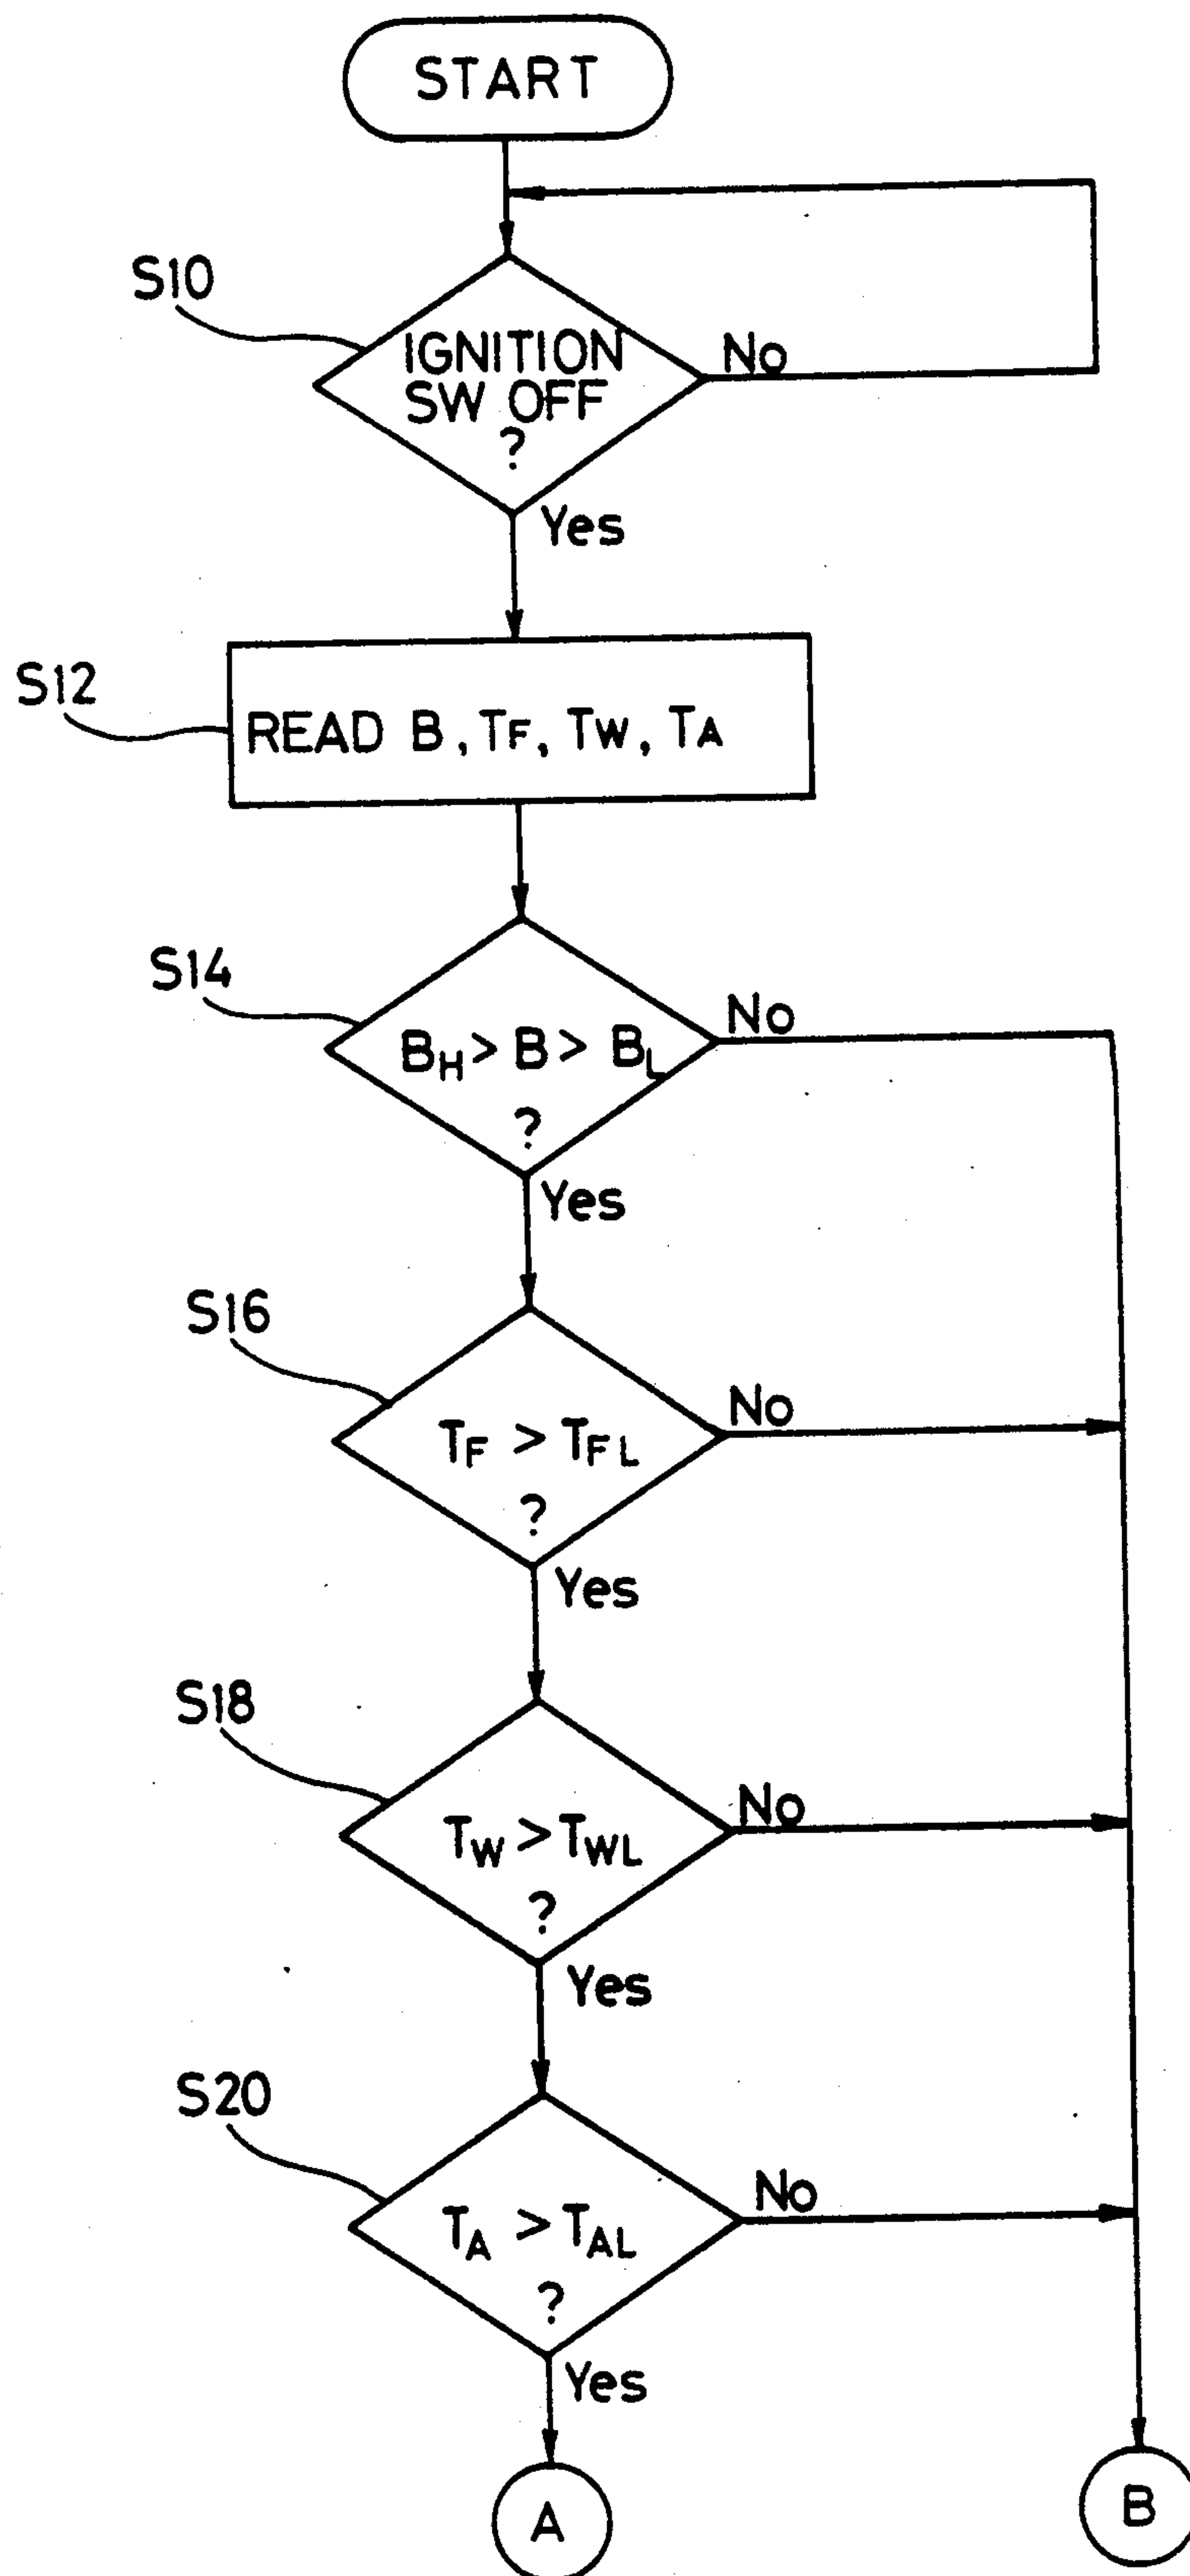 START
S10
IGNITION
SW OFF
?
No
Yes
S12
READ B, TF, TW, TA
S14
BH > B > BL
?
No
Yes
S16
TF > TFL
?
No
Yes
S18
TW > TWL
?
No
Yes
S20
TA > TAL
?
No
Yes
A
B